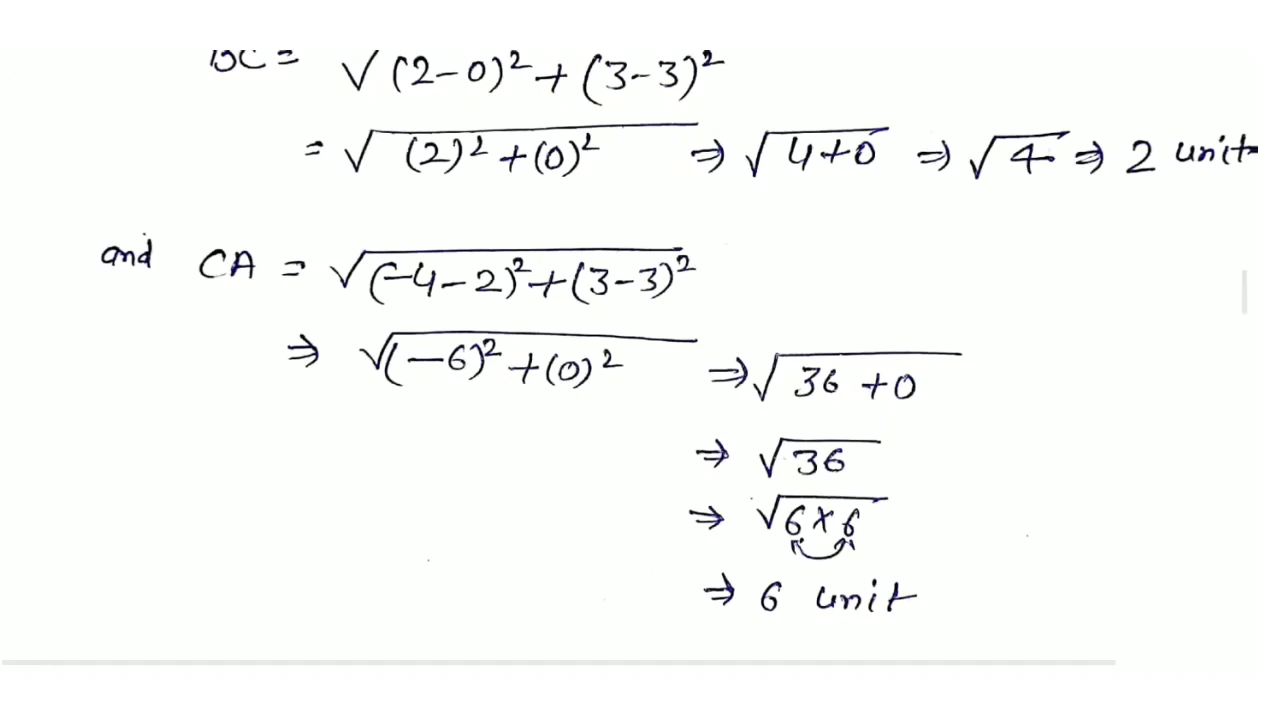 BC = √(2-0)² + (3-3)²
= √(2)² + (0)² ⇒ √4+0 ⇒ √4 ⇒ 2 unit
and CA = √(-4-2)² + (3-3)²
⇒ √(-6)² + (0)² ⇒ √36 + 0
⇒ √36
⇒ √6×6
⇒ 6 unit